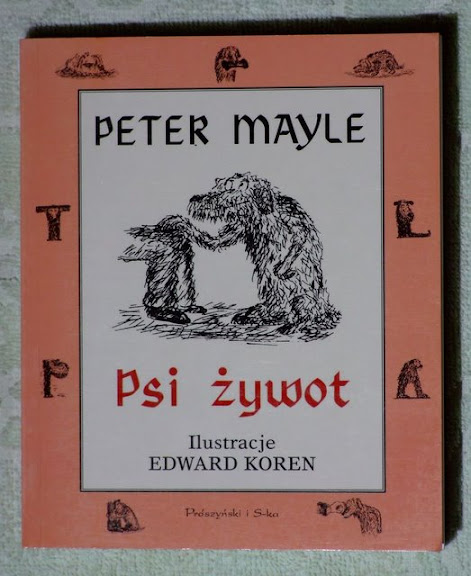 PETER MAYLE
T Ł
P A
Psi żywot
Ilustracje
EDWARD KOREN
Prószyński i S-ka